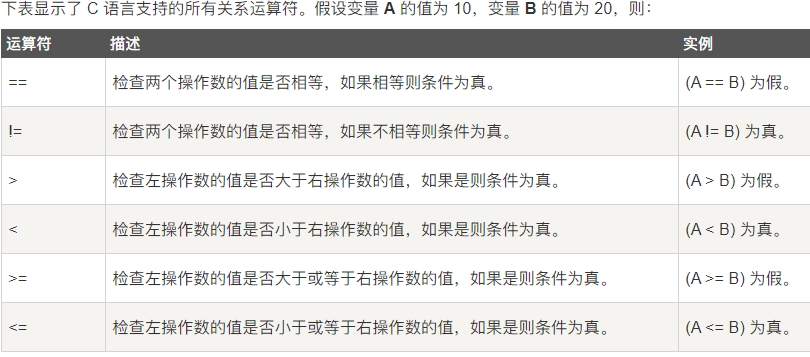 下表显示了 C 语言支持的所有关系运算符。假设变量 A 的值为 10，变量 B 的值为 20，则：
运算符 描述 实例
== 检查两个操作数的值是否相等，如果相等则条件为真。 (A == B) 为假。
!= 检查两个操作数的值是否相等，如果不相等则条件为真。 (A != B) 为真。
> 检查左操作数的值是否大于右操作数的值，如果是则条件为真。 (A > B) 为假。
< 检查左操作数的值是否小于右操作数的值，如果是则条件为真。 (A < B) 为真。
>= 检查左操作数的值是否大于或等于右操作数的值，如果是则条件为真。 (A >= B) 为假。
<= 检查左操作数的值是否小于或等于右操作数的值，如果是则条件为真。 (A <= B) 为真。